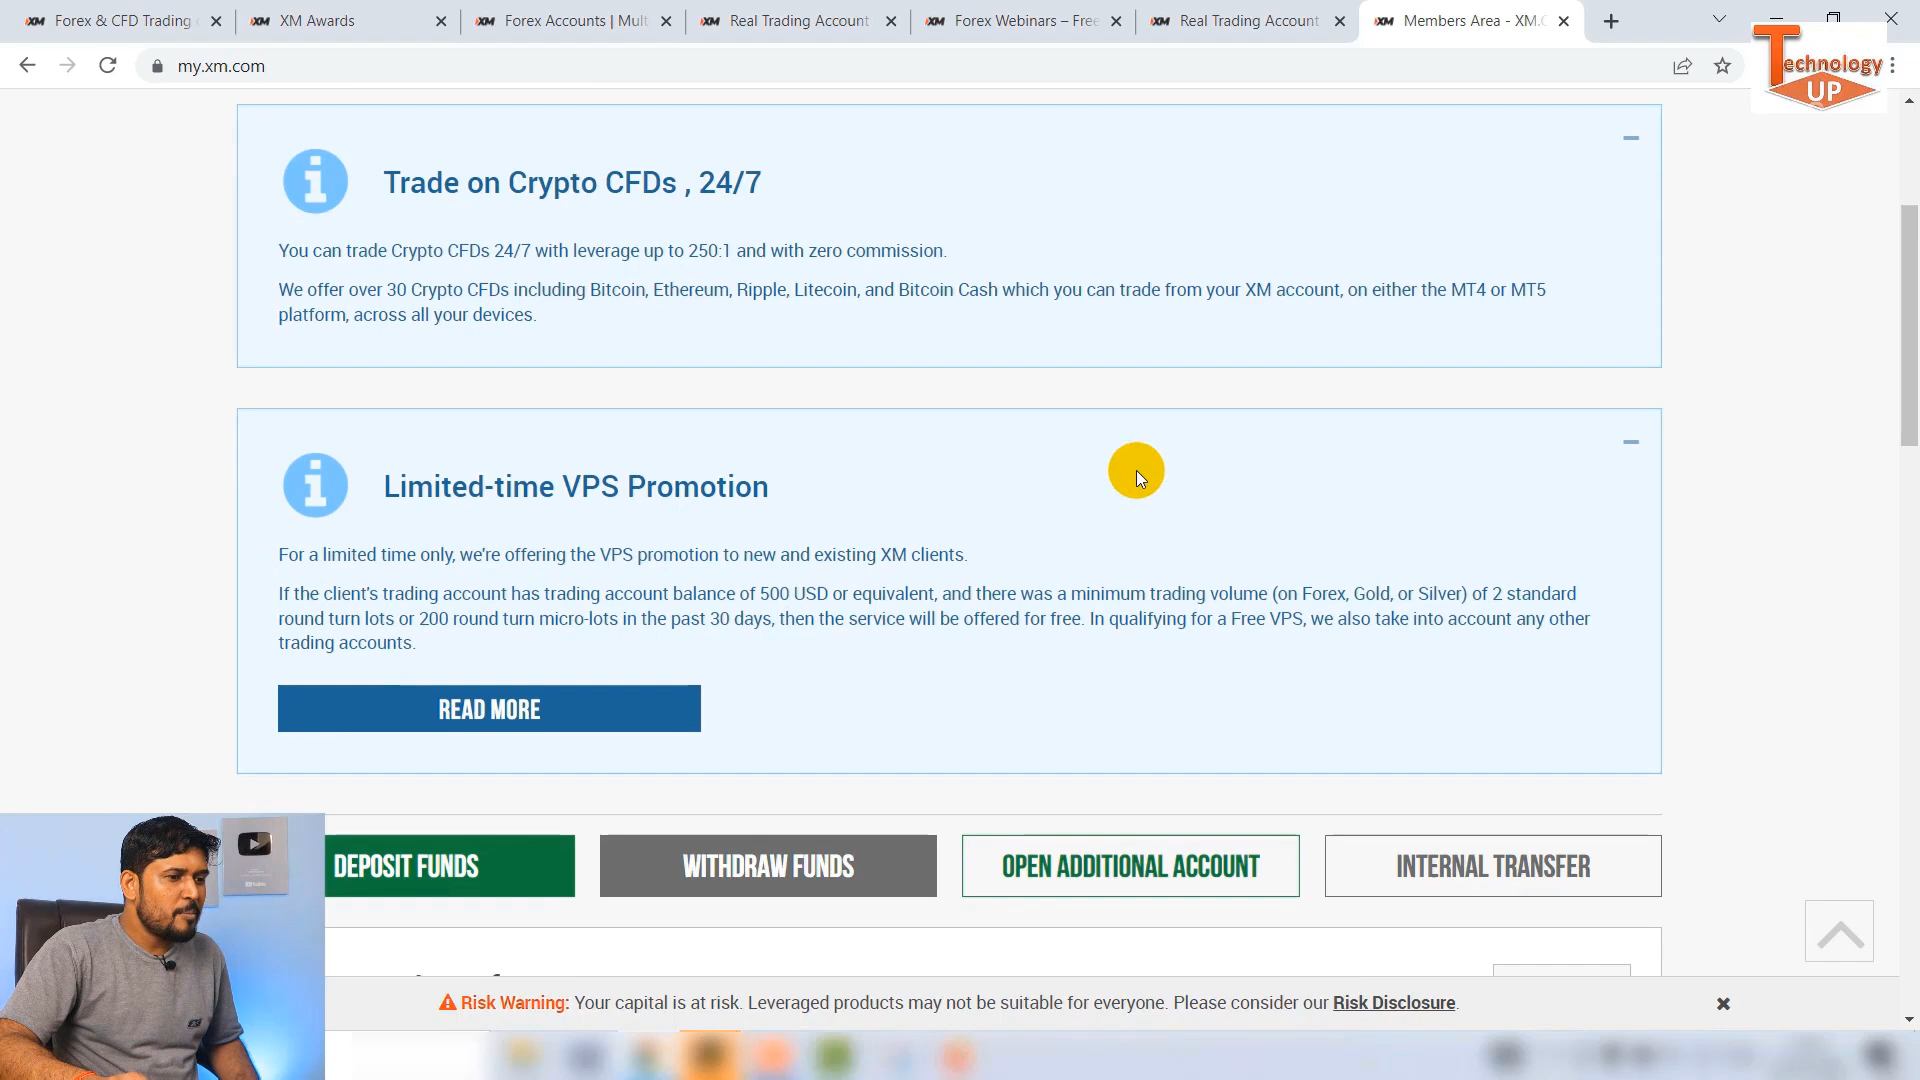 Forex & CFD Trading
XM Awards
Forex Accounts | Mult
Real Trading Account
Forex Webinars – Free
Real Trading Account
Members Area - XM.C
my.xm.com
Technology
UP
Trade on Crypto CFDs , 24/7
You can trade Crypto CFDs 24/7 with leverage up to 250:1 and with zero commission.
We offer over 30 Crypto CFDs including Bitcoin, Ethereum, Ripple, Litecoin, and Bitcoin Cash which you can trade from your XM account, on either the MT4 or MT5
platform, across all your devices.
Limited-time VPS Promotion
For a limited time only, we're offering the VPS promotion to new and existing XM clients.
If the client's trading account has trading account balance of 500 USD or equivalent, and there was a minimum trading volume (on Forex, Gold, or Silver) of 2 standard
round turn lots or 200 round turn micro-lots in the past 30 days, then the service will be offered for free. In qualifying for a Free VPS, we also take into account any other
trading accounts.
READ MORE
DEPOSIT FUNDS
WITHDRAW FUNDS
OPEN ADDITIONAL ACCOUNT
INTERNAL TRANSFER
Risk Warning: Your capital is at risk. Leveraged products may not be suitable for everyone. Please consider our Risk Disclosure.